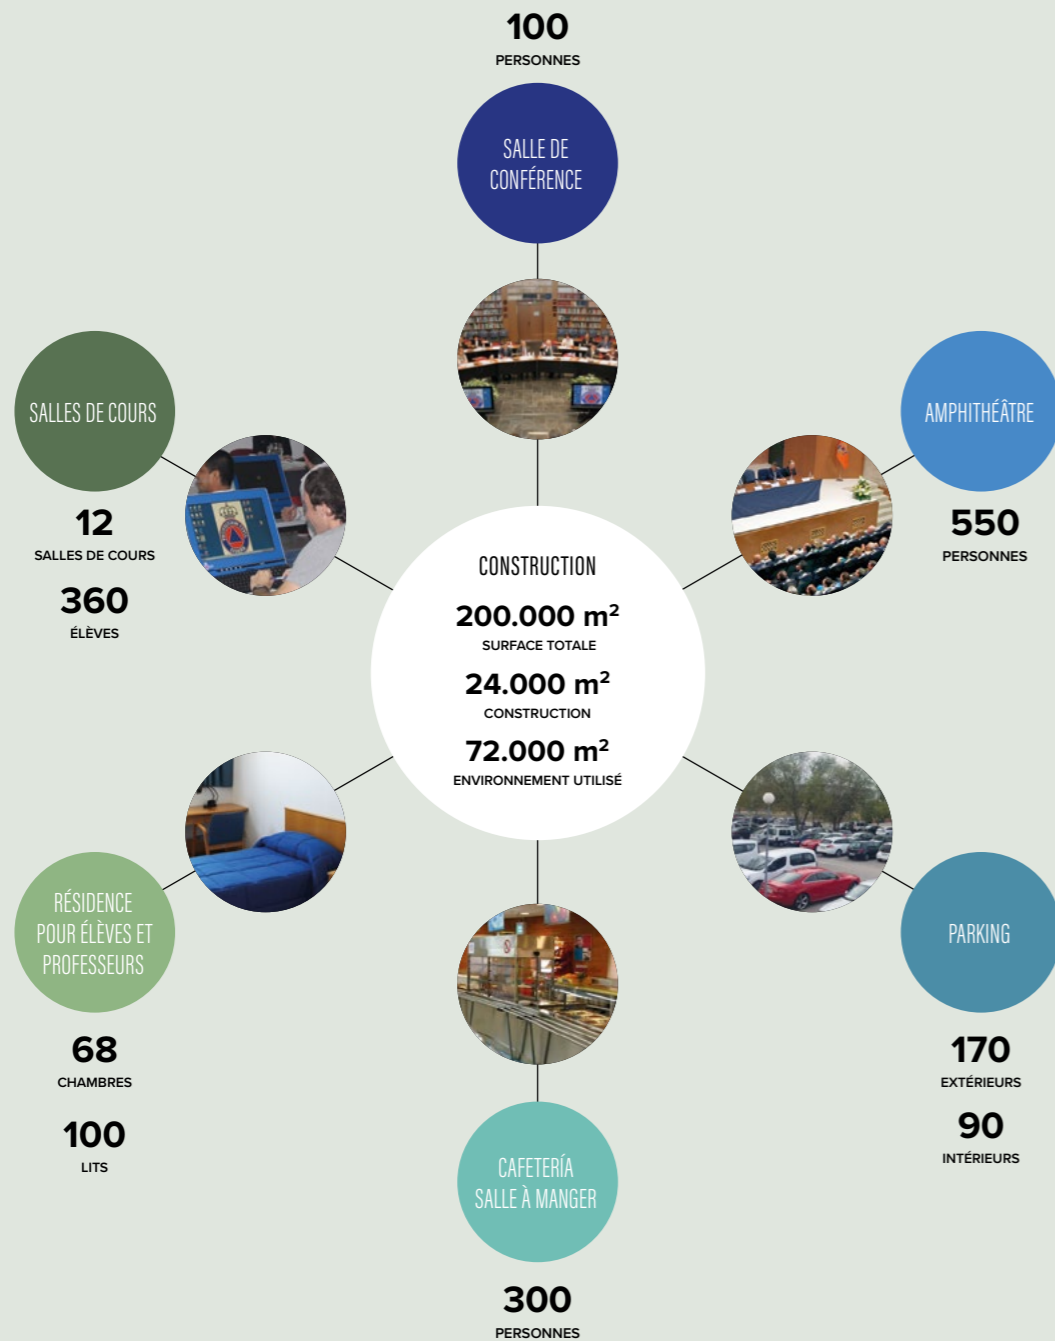 100
PERSONNES
SALLE DE
CONFÉRENCE
SALLES DE COURS
12
SALLES DE COURS
360
ÉLÈVES
AMPHITHÉÂTRE
550
PERSONNES
CONSTRUCTION
200.000 m²
SURFACE TOTALE
24.000 m²
CONSTRUCTION
72.000 m²
ENVIRONNEMENT UTILISÉ
RÉSIDENCE
POUR ÉLÈVES ET
PROFESSEURS
68
CHAMBRES
100
LITS
PARKING
170
EXTÉRIEURS
90
INTÉRIEURS
CAFETERÍA
SALLE À MANGER
300
PERSONNES